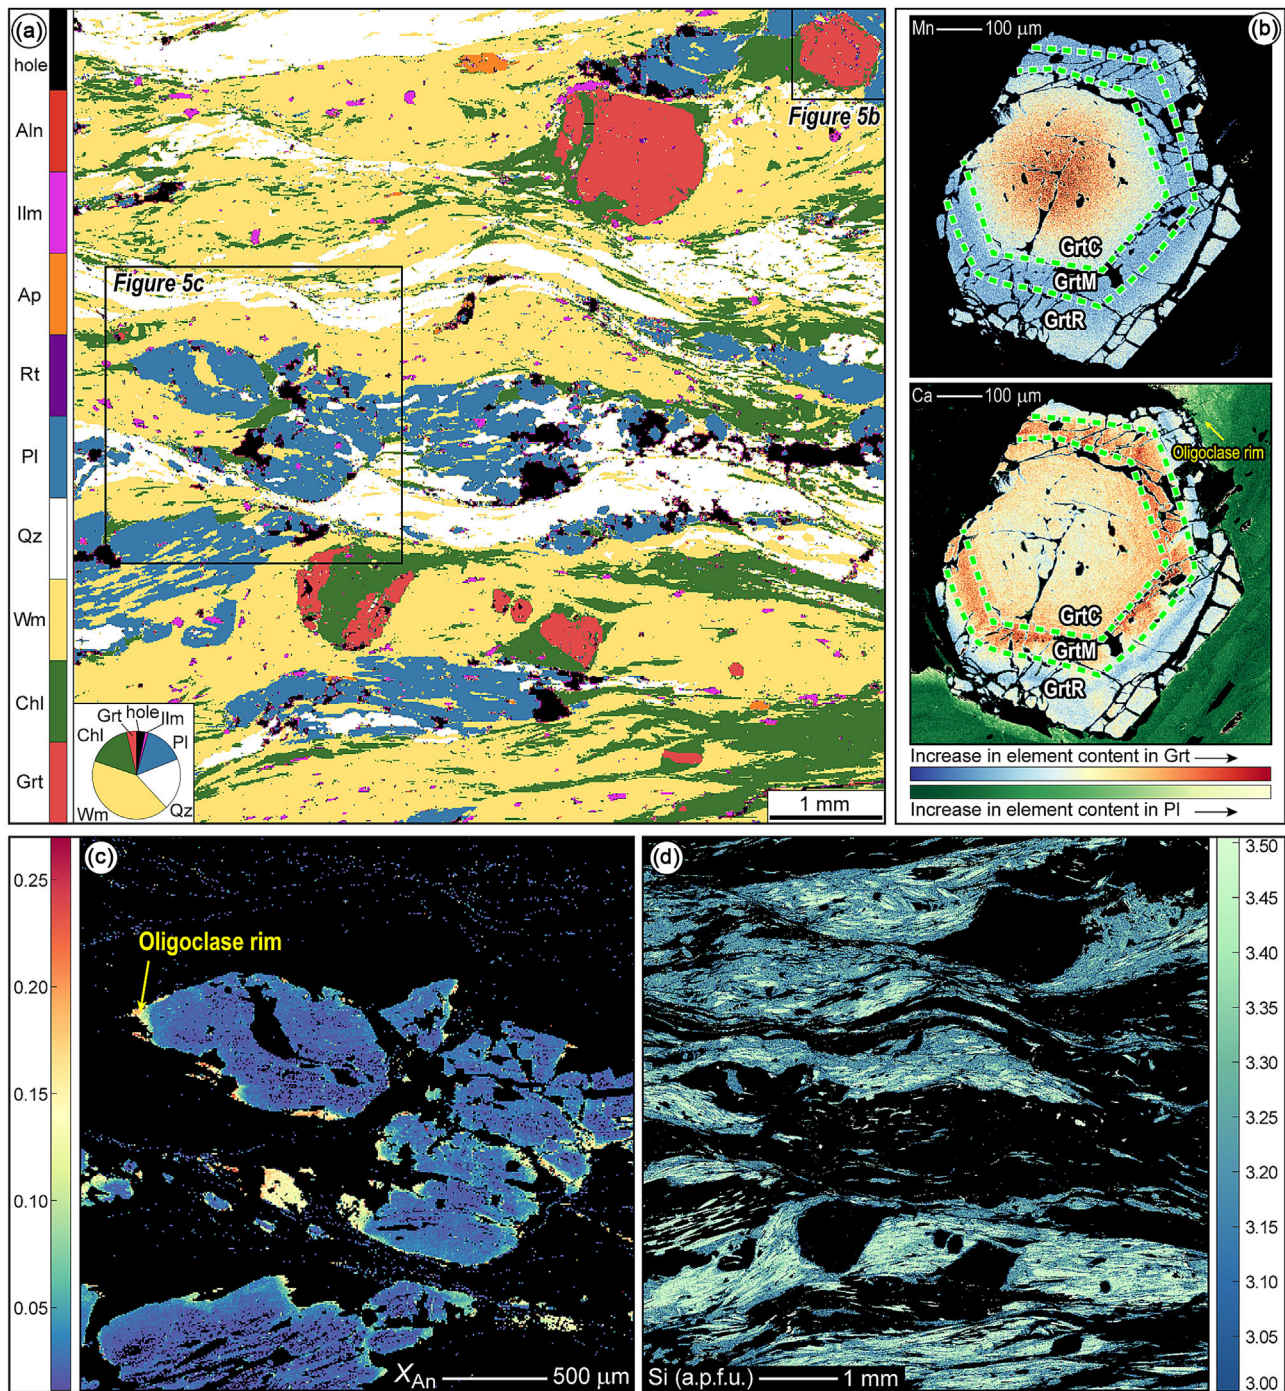 (a)
hole
Aln
Ilm
Ap
Rt
Pl
Qz
Wm
Chl
Grt
Figure 5b
Figure 5c
Grt hole Ilm
Chl Pl
Wm Qz
1 mm
(b)
Mn 100 µm
GrtC
GrtM
GrtR
Ca 100 µm
Oligoclase rim
GrtC
GrtM
GrtR
Increase in element content in Grt
Increase in element content in Pl
(c)
0.25
0.20
0.15
0.10
0.05
Oligoclase rim
XAn 500 µm
(d)
3.50
3.45
3.40
3.35
3.30
3.25
3.20
3.15
3.10
3.05
3.00
Si (a.p.f.u.) 1 mm